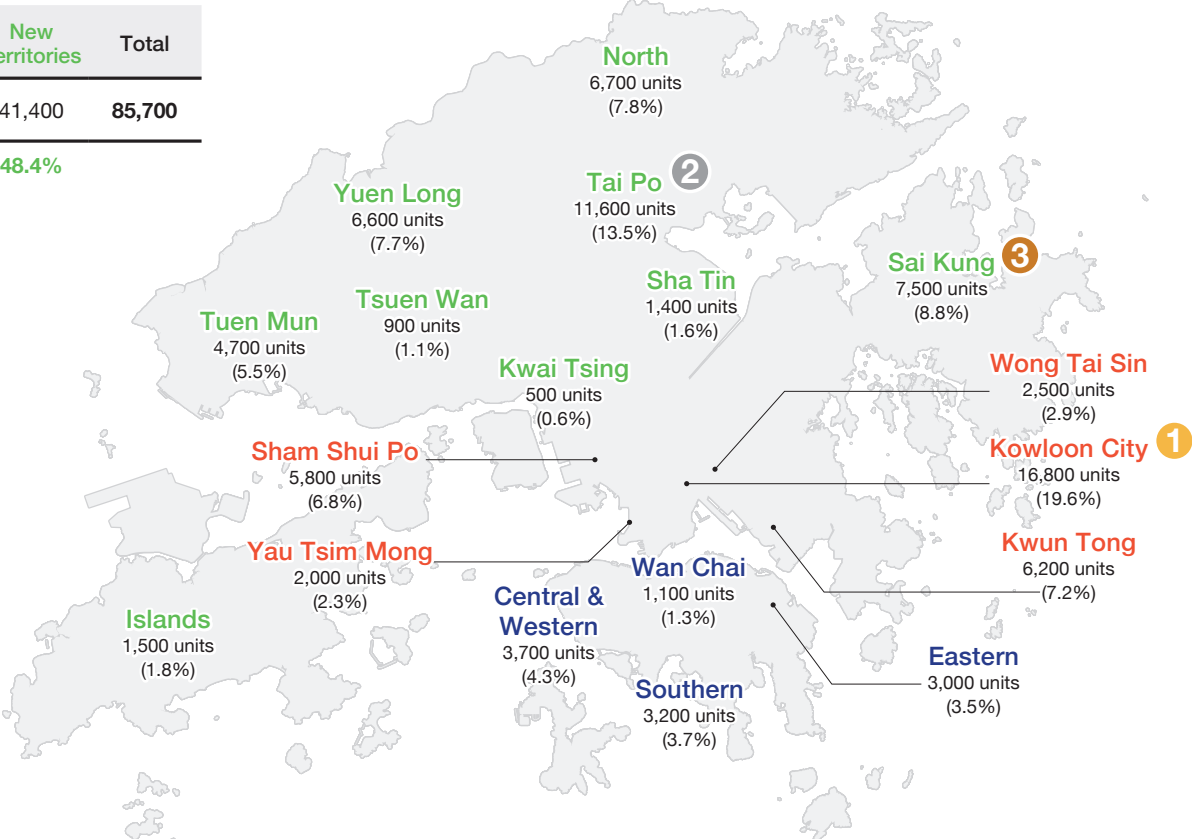 New
erritories
Total
41,400
85,700
48.4%
North
6,700 units
(7.8%)
Tai Po 2
11,600 units
(13.5%)
Yuen Long
6,600 units
(7.7%)
Sai Kung 3
7,500 units
(8.8%)
Sha Tin
1,400 units
(1.6%)
Tsuen Wan
900 units
(1.1%)
Tuen Mun
4,700 units
(5.5%)
Kwai Tsing
500 units
(0.6%)
Wong Tai Sin
2,500 units
(2.9%)
Kowloon City 1
16,800 units
(19.6%)
Sham Shui Po
5,800 units
(6.8%)
Kwun Tong
6,200 units
(7.2%)
Yau Tsim Mong
2,000 units
(2.3%)
Wan Chai
1,100 units
(1.3%)
Central &
Western
3,700 units
(4.3%)
Islands
1,500 units
(1.8%)
Eastern
3,000 units
(3.5%)
Southern
3,200 units
(3.7%)